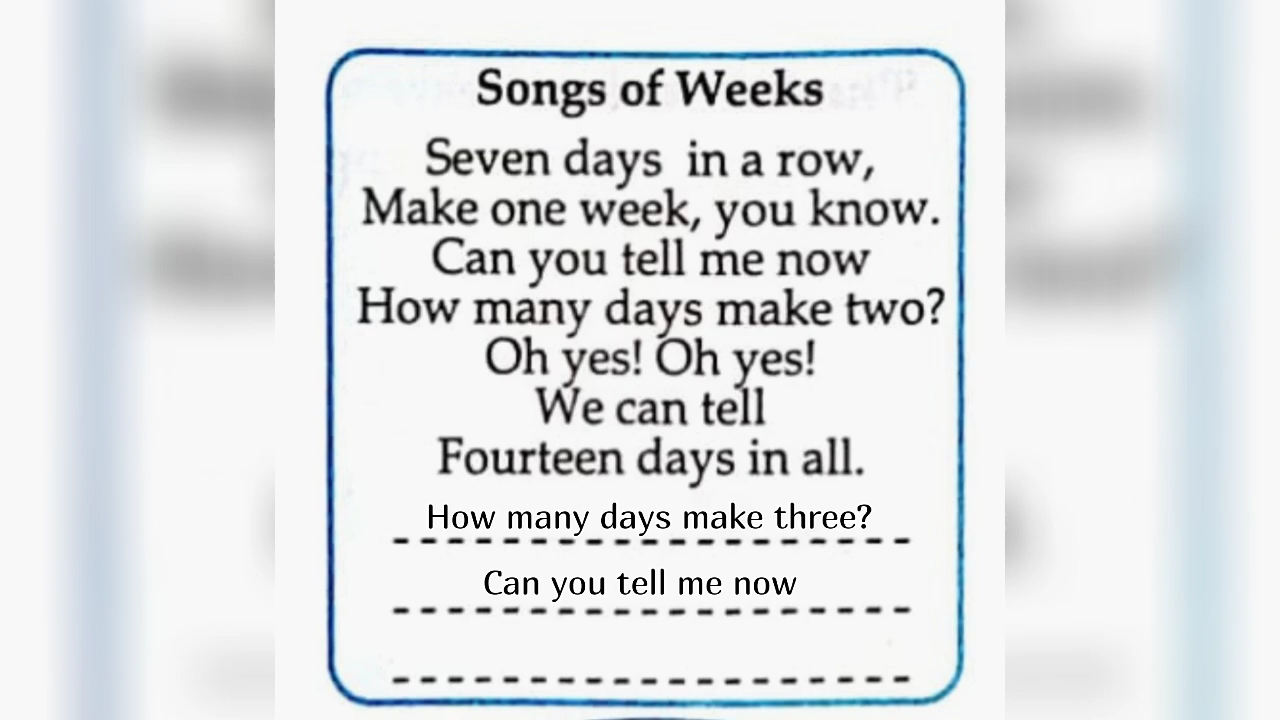 Songs of Weeks
Seven days in a row,
Make one week, you know.
Can you tell me now
How many days make two?
Oh yes! Oh yes!
We can tell
Fourteen days in all.
How many days make three?
Can you tell me now